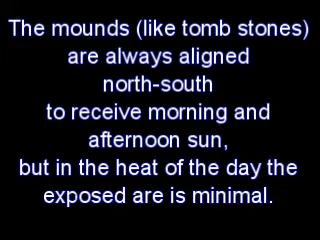 The mounds (like tomb stones)
are always aligned
north-south
to receive morning and
afternoon sun,
but in the heat of the day the
exposed are is minimal.